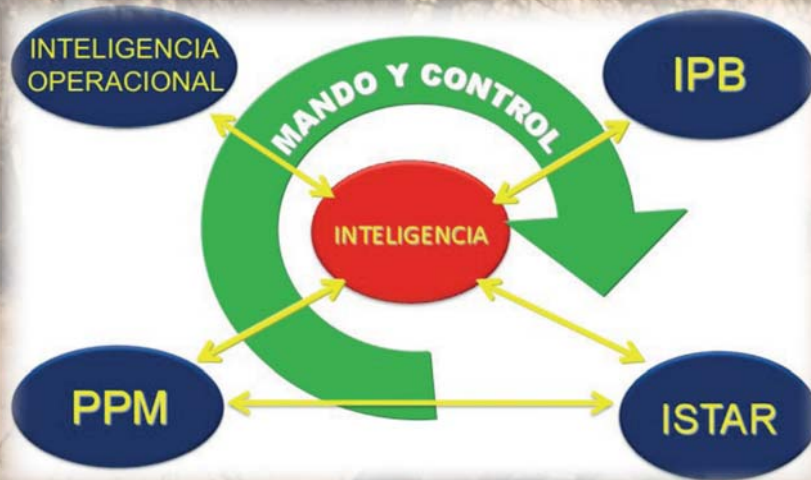 INTELIGENCIA
OPERACIONAL
IPB
MANDO Y CONTROL
INTELIGENCIA
PPM
ISTAR